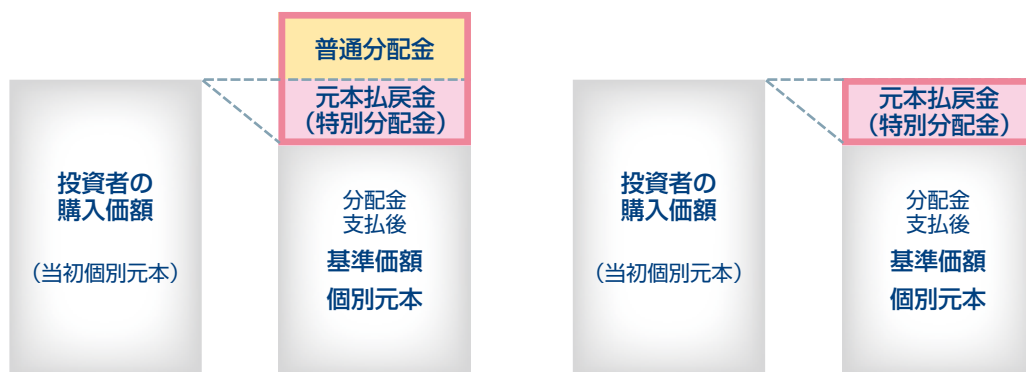 普通分配金
元本払戻金
（特別分配金）
投資者の
購入価額
（当初個別元本）
分配金
支払後
基準価額
個別元本
元本払戻金
（特別分配金）
投資者の
購入価額
（当初個別元本）
分配金
支払後
基準価額
個別元本